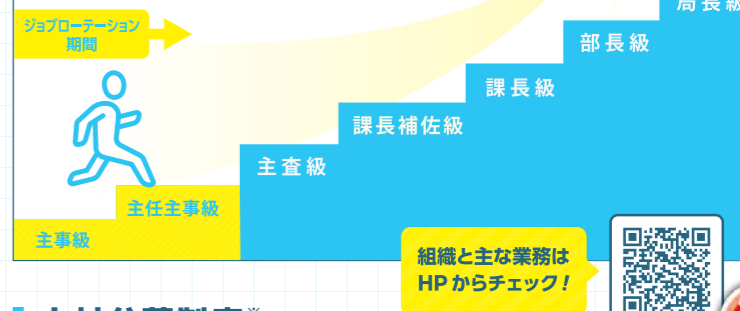 局長級
ジョブローテーション
期間
部長級
課長級
課長補佐級
主査級
主任主事級
主事級
組織と主な業務は
HPからチェック!